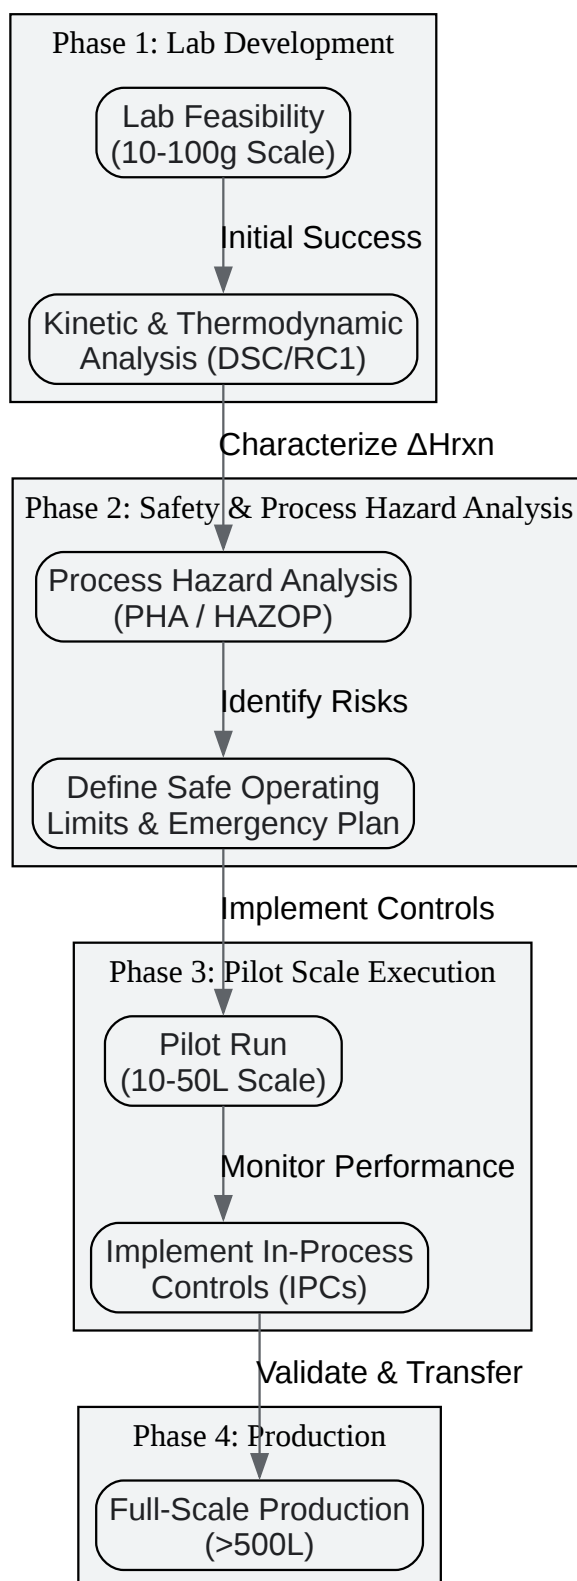 Phase 1: Lab Development
Lab Feasibility
(10-100g Scale)
Initial Success
Kinetic & Thermodynamic
Analysis (DSC/RC1)
Characterize ΔHrxn
Phase 2: Safety & Process Hazard Analysis
Process Hazard Analysis
(PHA / HAZOP)
Identify Risks
Define Safe Operating
Limits & Emergency Plan
Implement Controls
Phase 3: Pilot Scale Execution
Pilot Run
(10-50L Scale)
Monitor Performance
Implement In-Process
Controls (IPCs)
Validate & Transfer
Phase 4: Production
Full-Scale Production
(>500L)